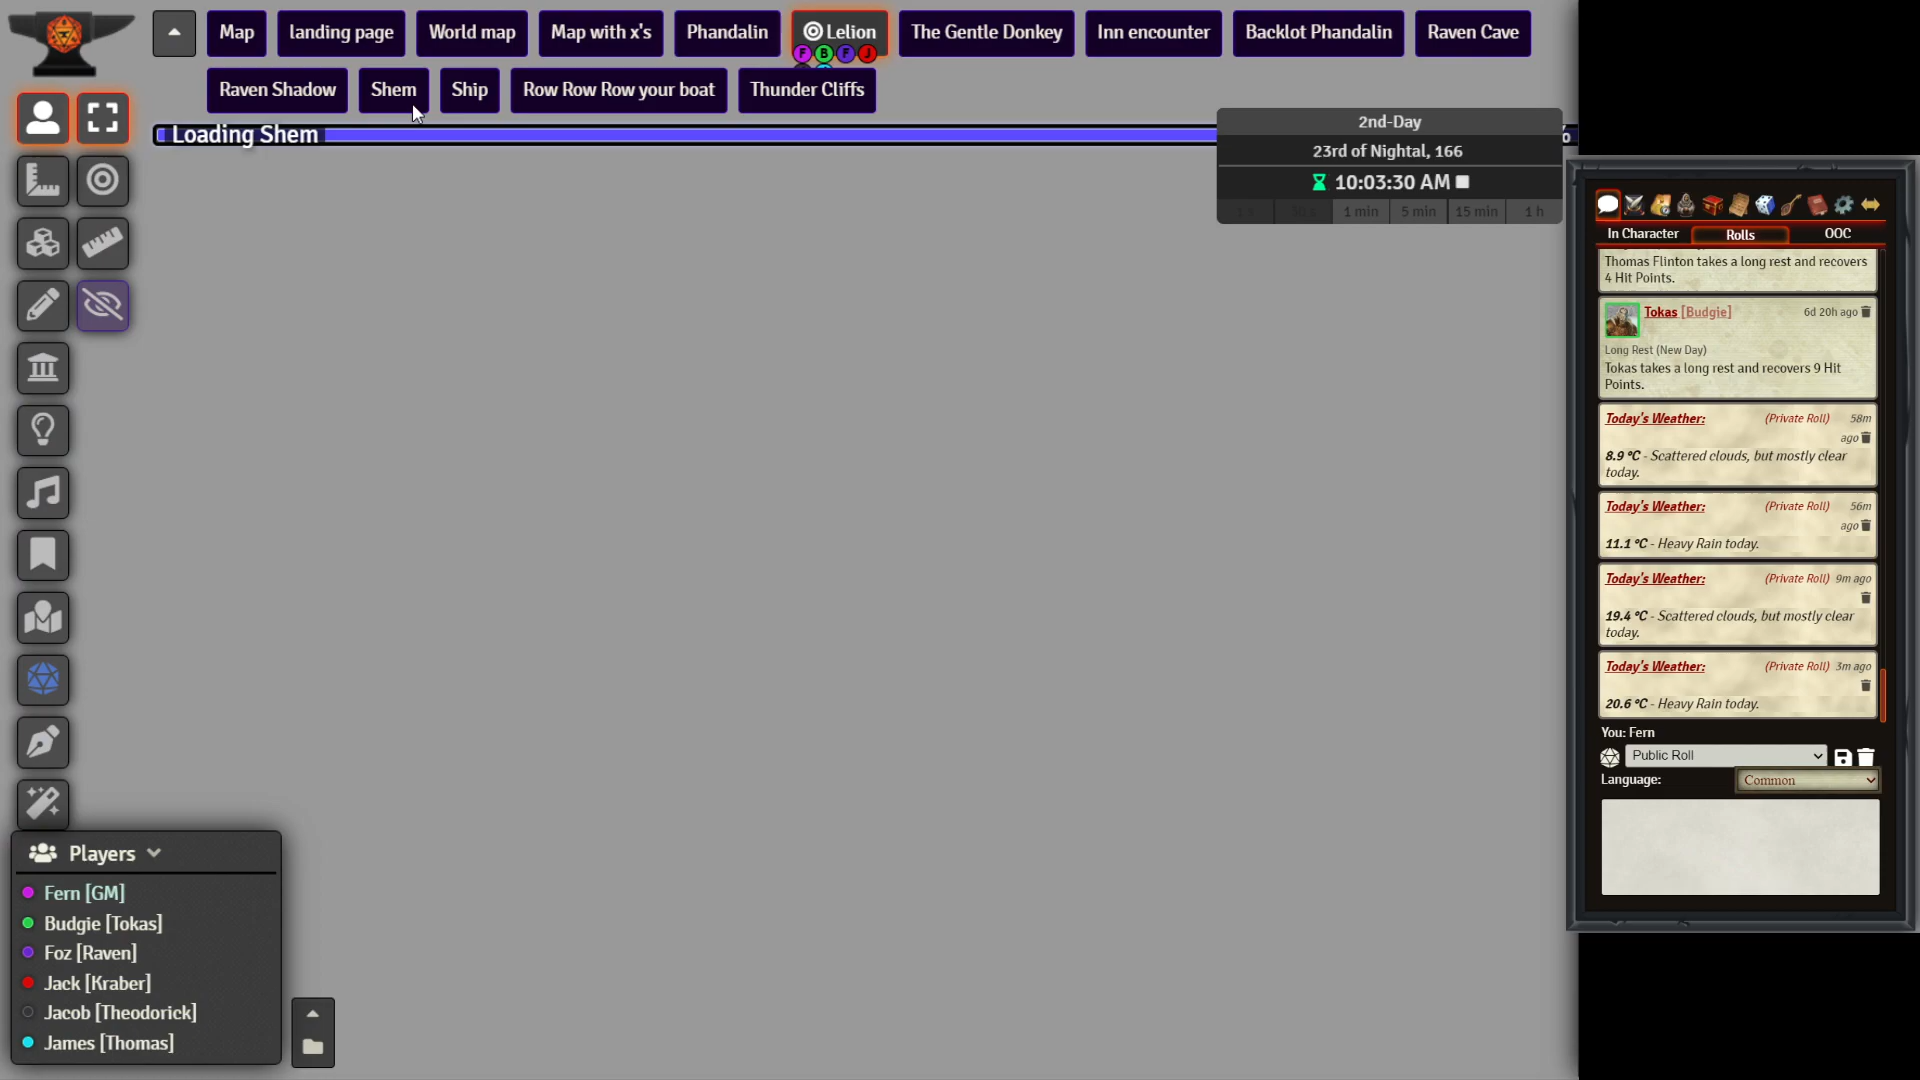 Map
landing page
World map
Map with x's
Phandalin
Lelion
The Gentle Donkey
Inn encounter
Backlot Phandalin
Raven Cave
F B F J
Raven Shadow
Shem
Ship
Row Row Row your boat
Thunder Cliffs
Loading Shem
2nd-Day
23rd of Nightal, 166
10:03:30 AM
1 min
5 min
15 min
1 h
In Character
Rolls
OOC
Thomas Flinton takes a long rest and recovers
4 Hit Points.
Tokas [Budgie]
6d 20h ago
Long Rest (New Day)
Tokas takes a long rest and recovers 9 Hit
Points.
Today's Weather: (Private Roll) 58m
ago
8.9 °C - Scattered clouds, but mostly clear
today.
Today's Weather: (Private Roll) 56m
ago
11.1 °C - Heavy Rain today.
Today's Weather: (Private Roll) 9m ago
19.4 °C - Scattered clouds, but mostly clear
today.
Today's Weather: (Private Roll) 3m ago
20.6 °C - Heavy Rain today.
You: Fern
Public Roll
Language:
Common
Players
Fern [GM]
Budgie [Tokas]
Foz [Raven]
Jack [Kraber]
Jacob [Theodorick]
James [Thomas]